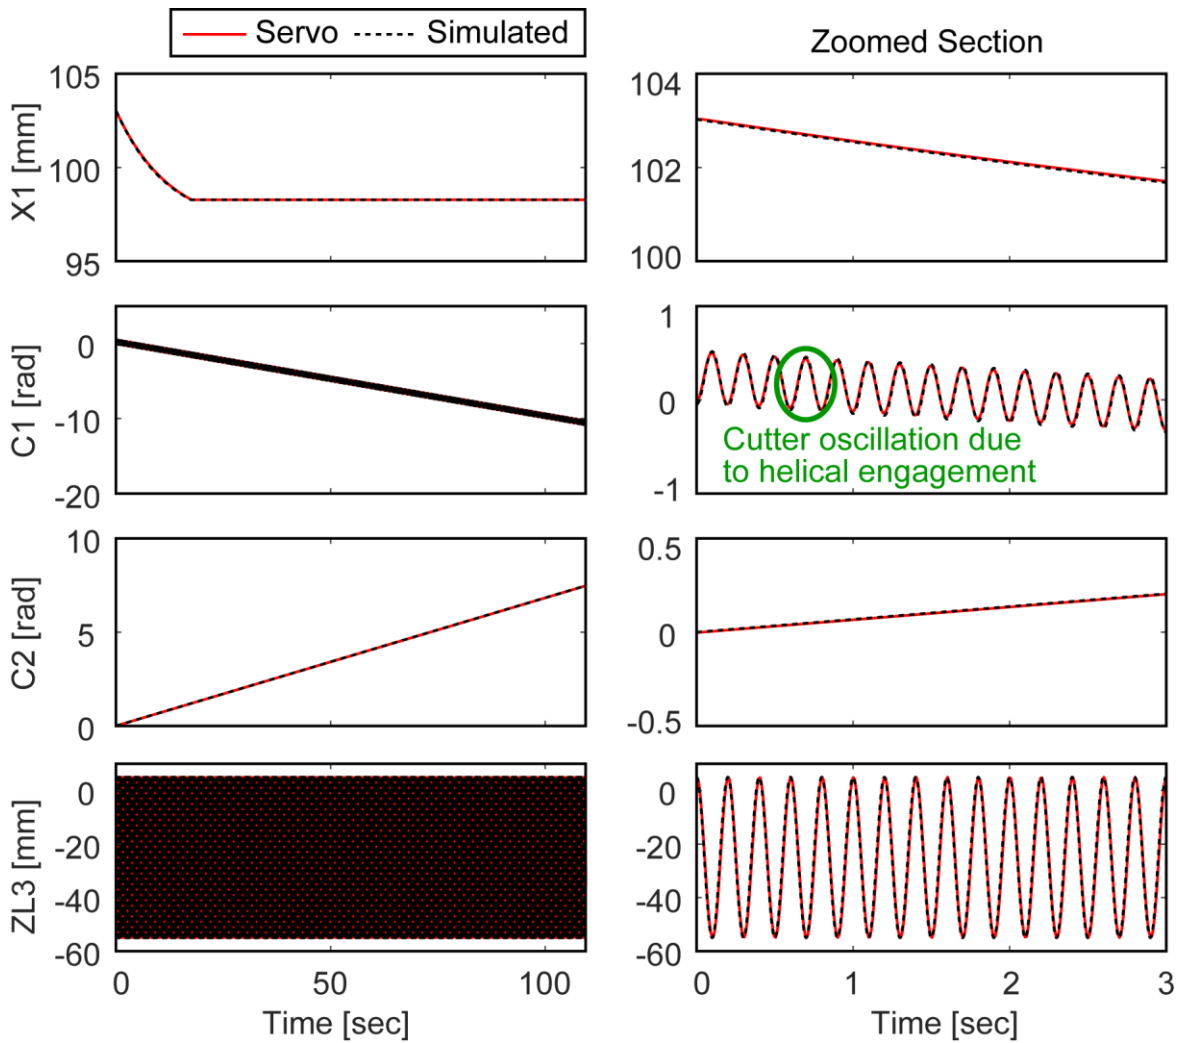 Servo Simulated
Zoomed Section
X1 [mm]
105
100
95
104
102
100
C1 [rad]
0
-10
-20
1
0
-1
Cutter oscillation due
to helical engagement
C2 [rad]
10
5
0
0.5
0
-0.5
ZL3 [mm]
0
-20
-40
-60
0 50 100
Time [sec]
0
-20
-40
-60
0 1 2 3
Time [sec]